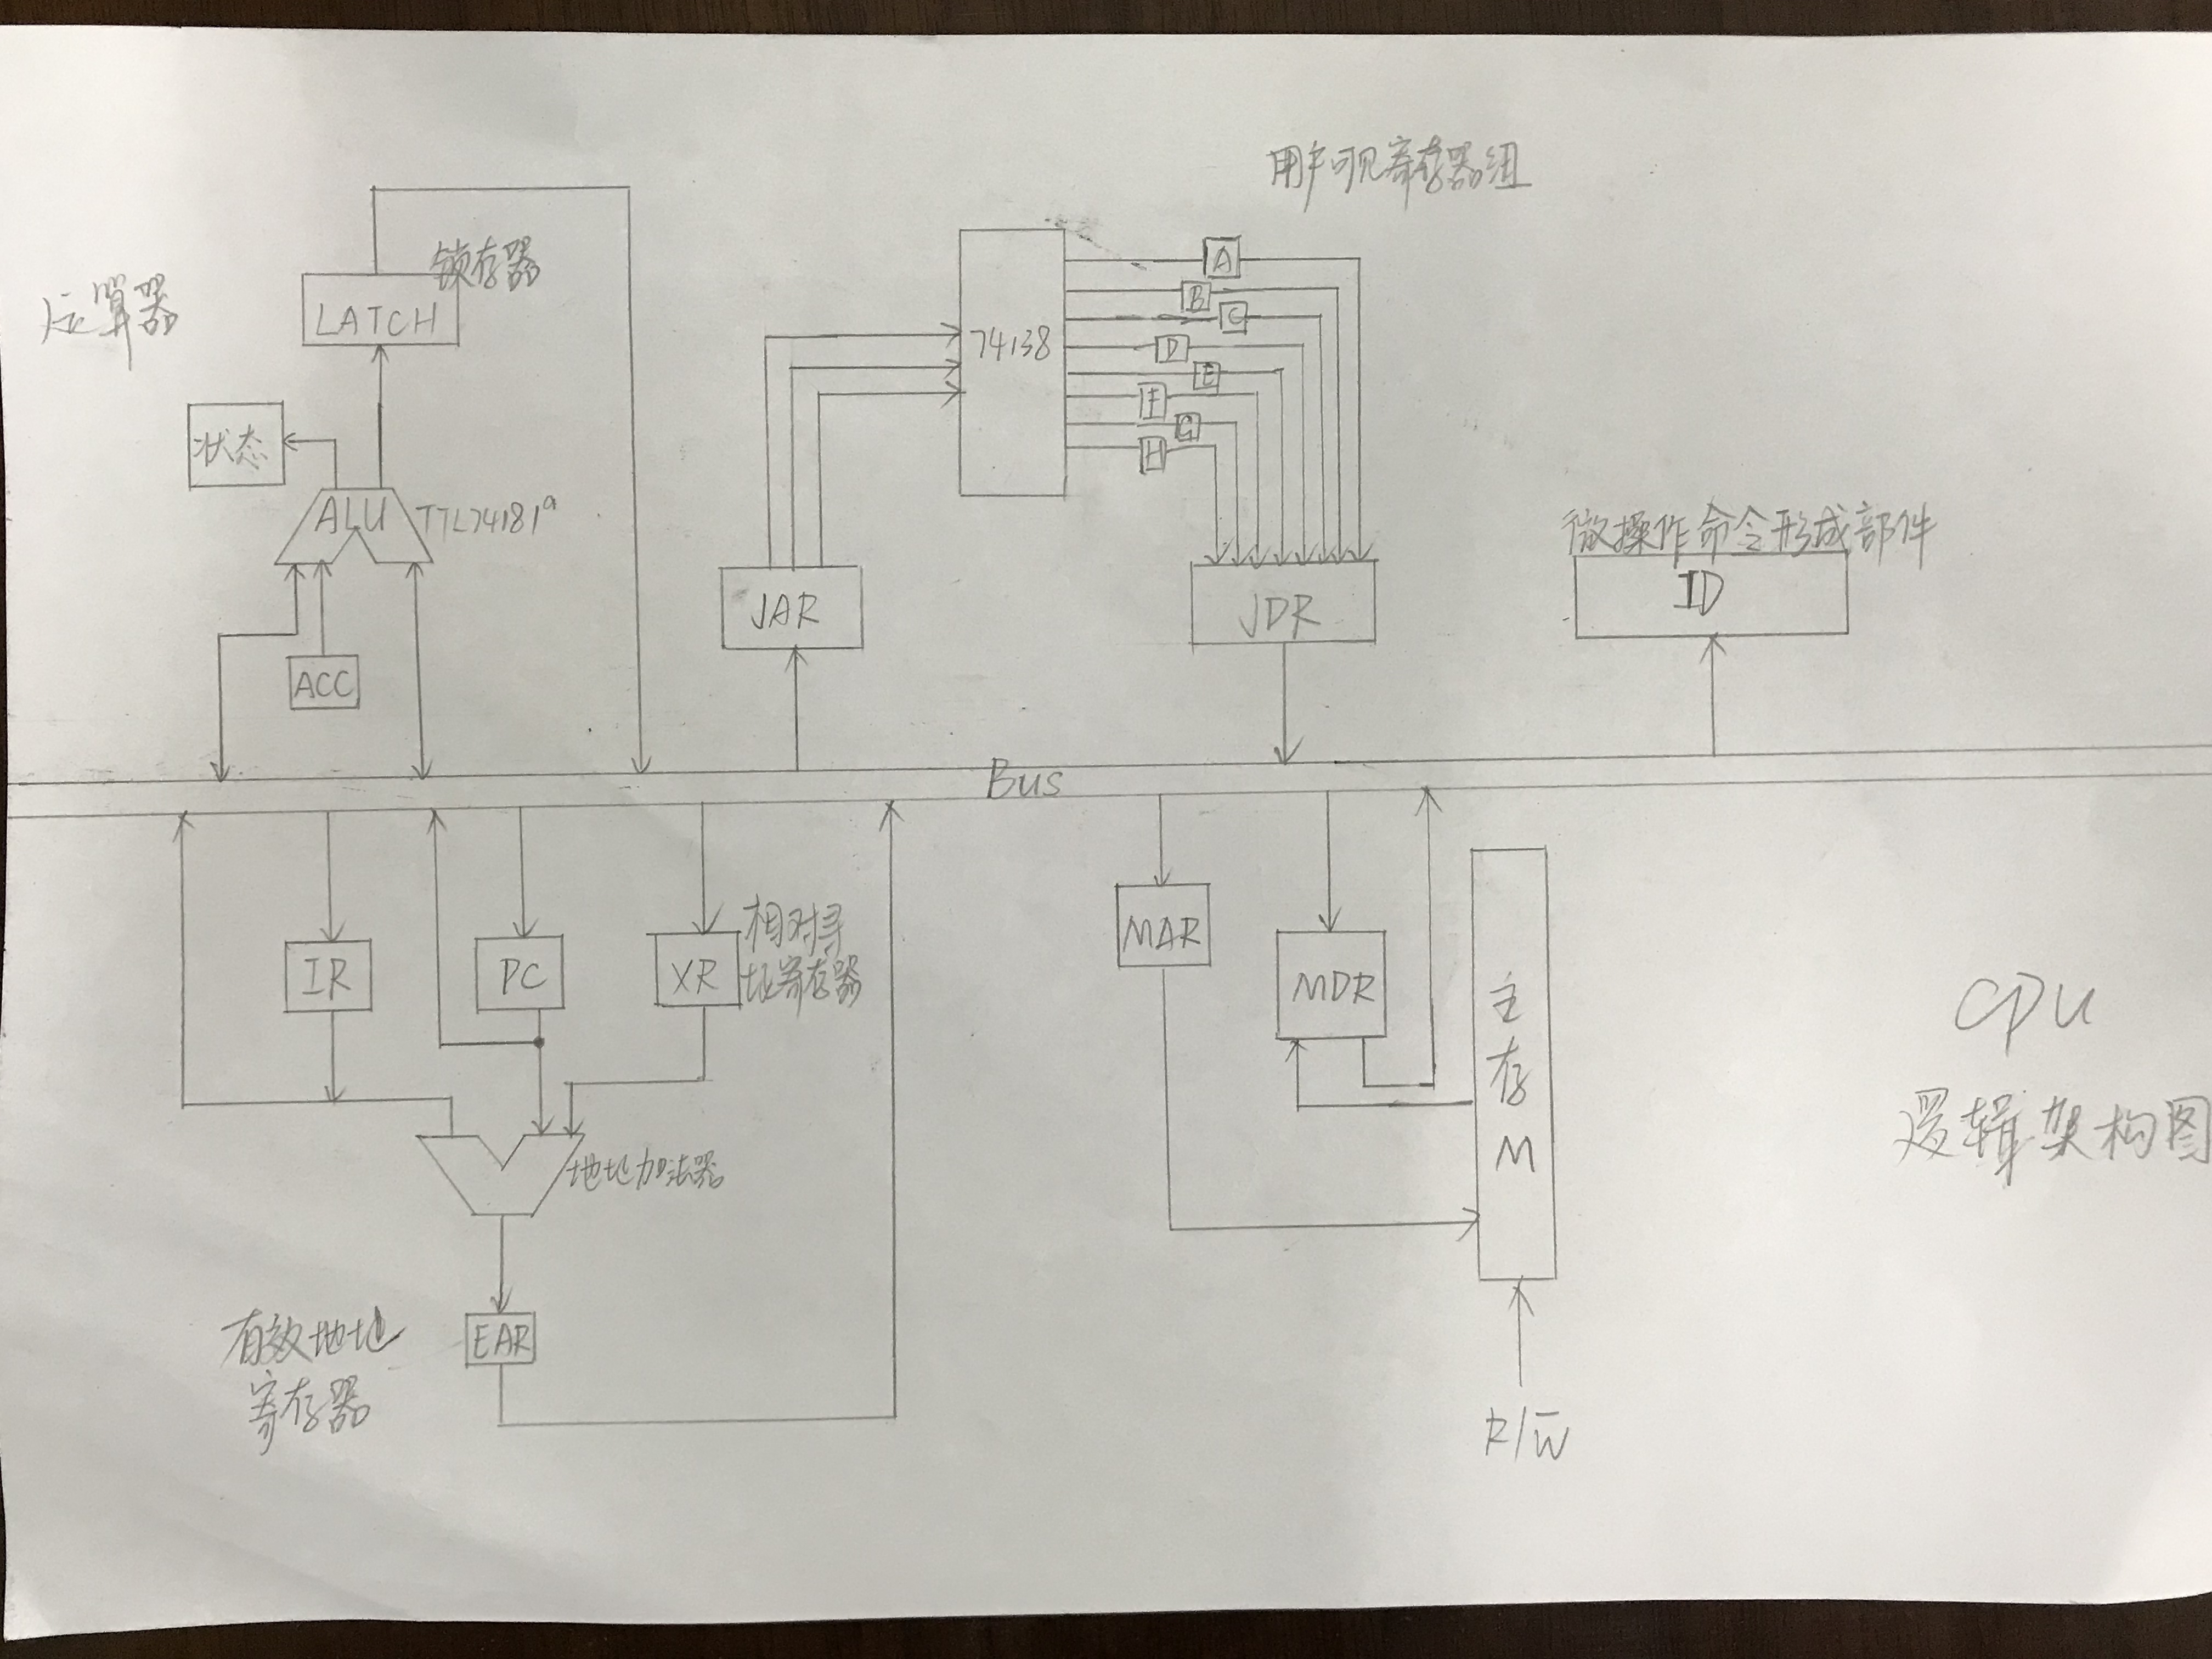 运算器
状态
LATCH
锁存器
ALU
TTL74181
ACC
JAR
74138
A
B
C
D
E
F
G
H
JDR
用户可见寄存器组
微操作命令形成部件
ID
Bus
IR
PC
XR
相对寻
址寄存器
地址加法器
EAR
有效地址
寄存器
MAR
MDR
主存
M
R/W̅
CPU
逻辑架构图